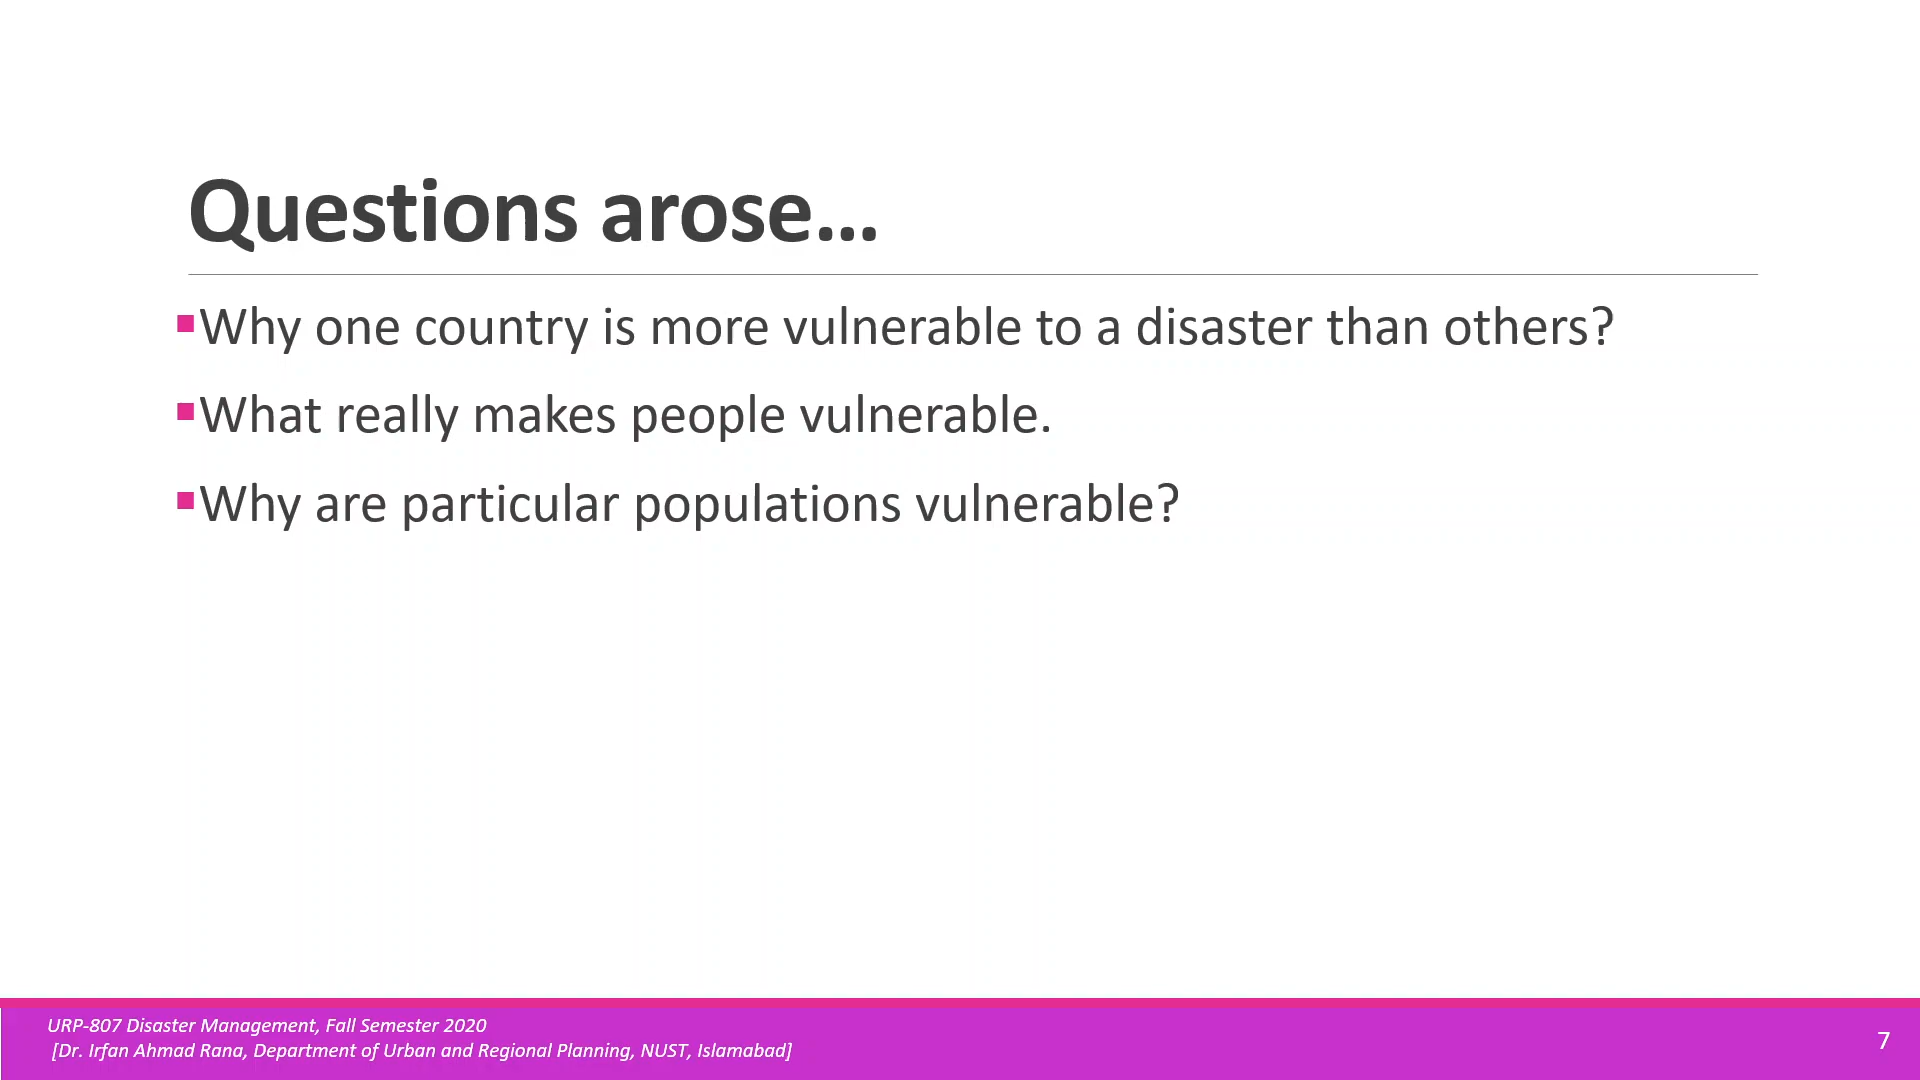 Questions arose…
▪Why one country is more vulnerable to a disaster than others?
▪What really makes people vulnerable.
▪Why are particular populations vulnerable?
URP-807 Disaster Management, Fall Semester 2020
[Dr. Irfan Ahmad Rana, Department of Urban and Regional Planning, NUST, Islamabad]
7